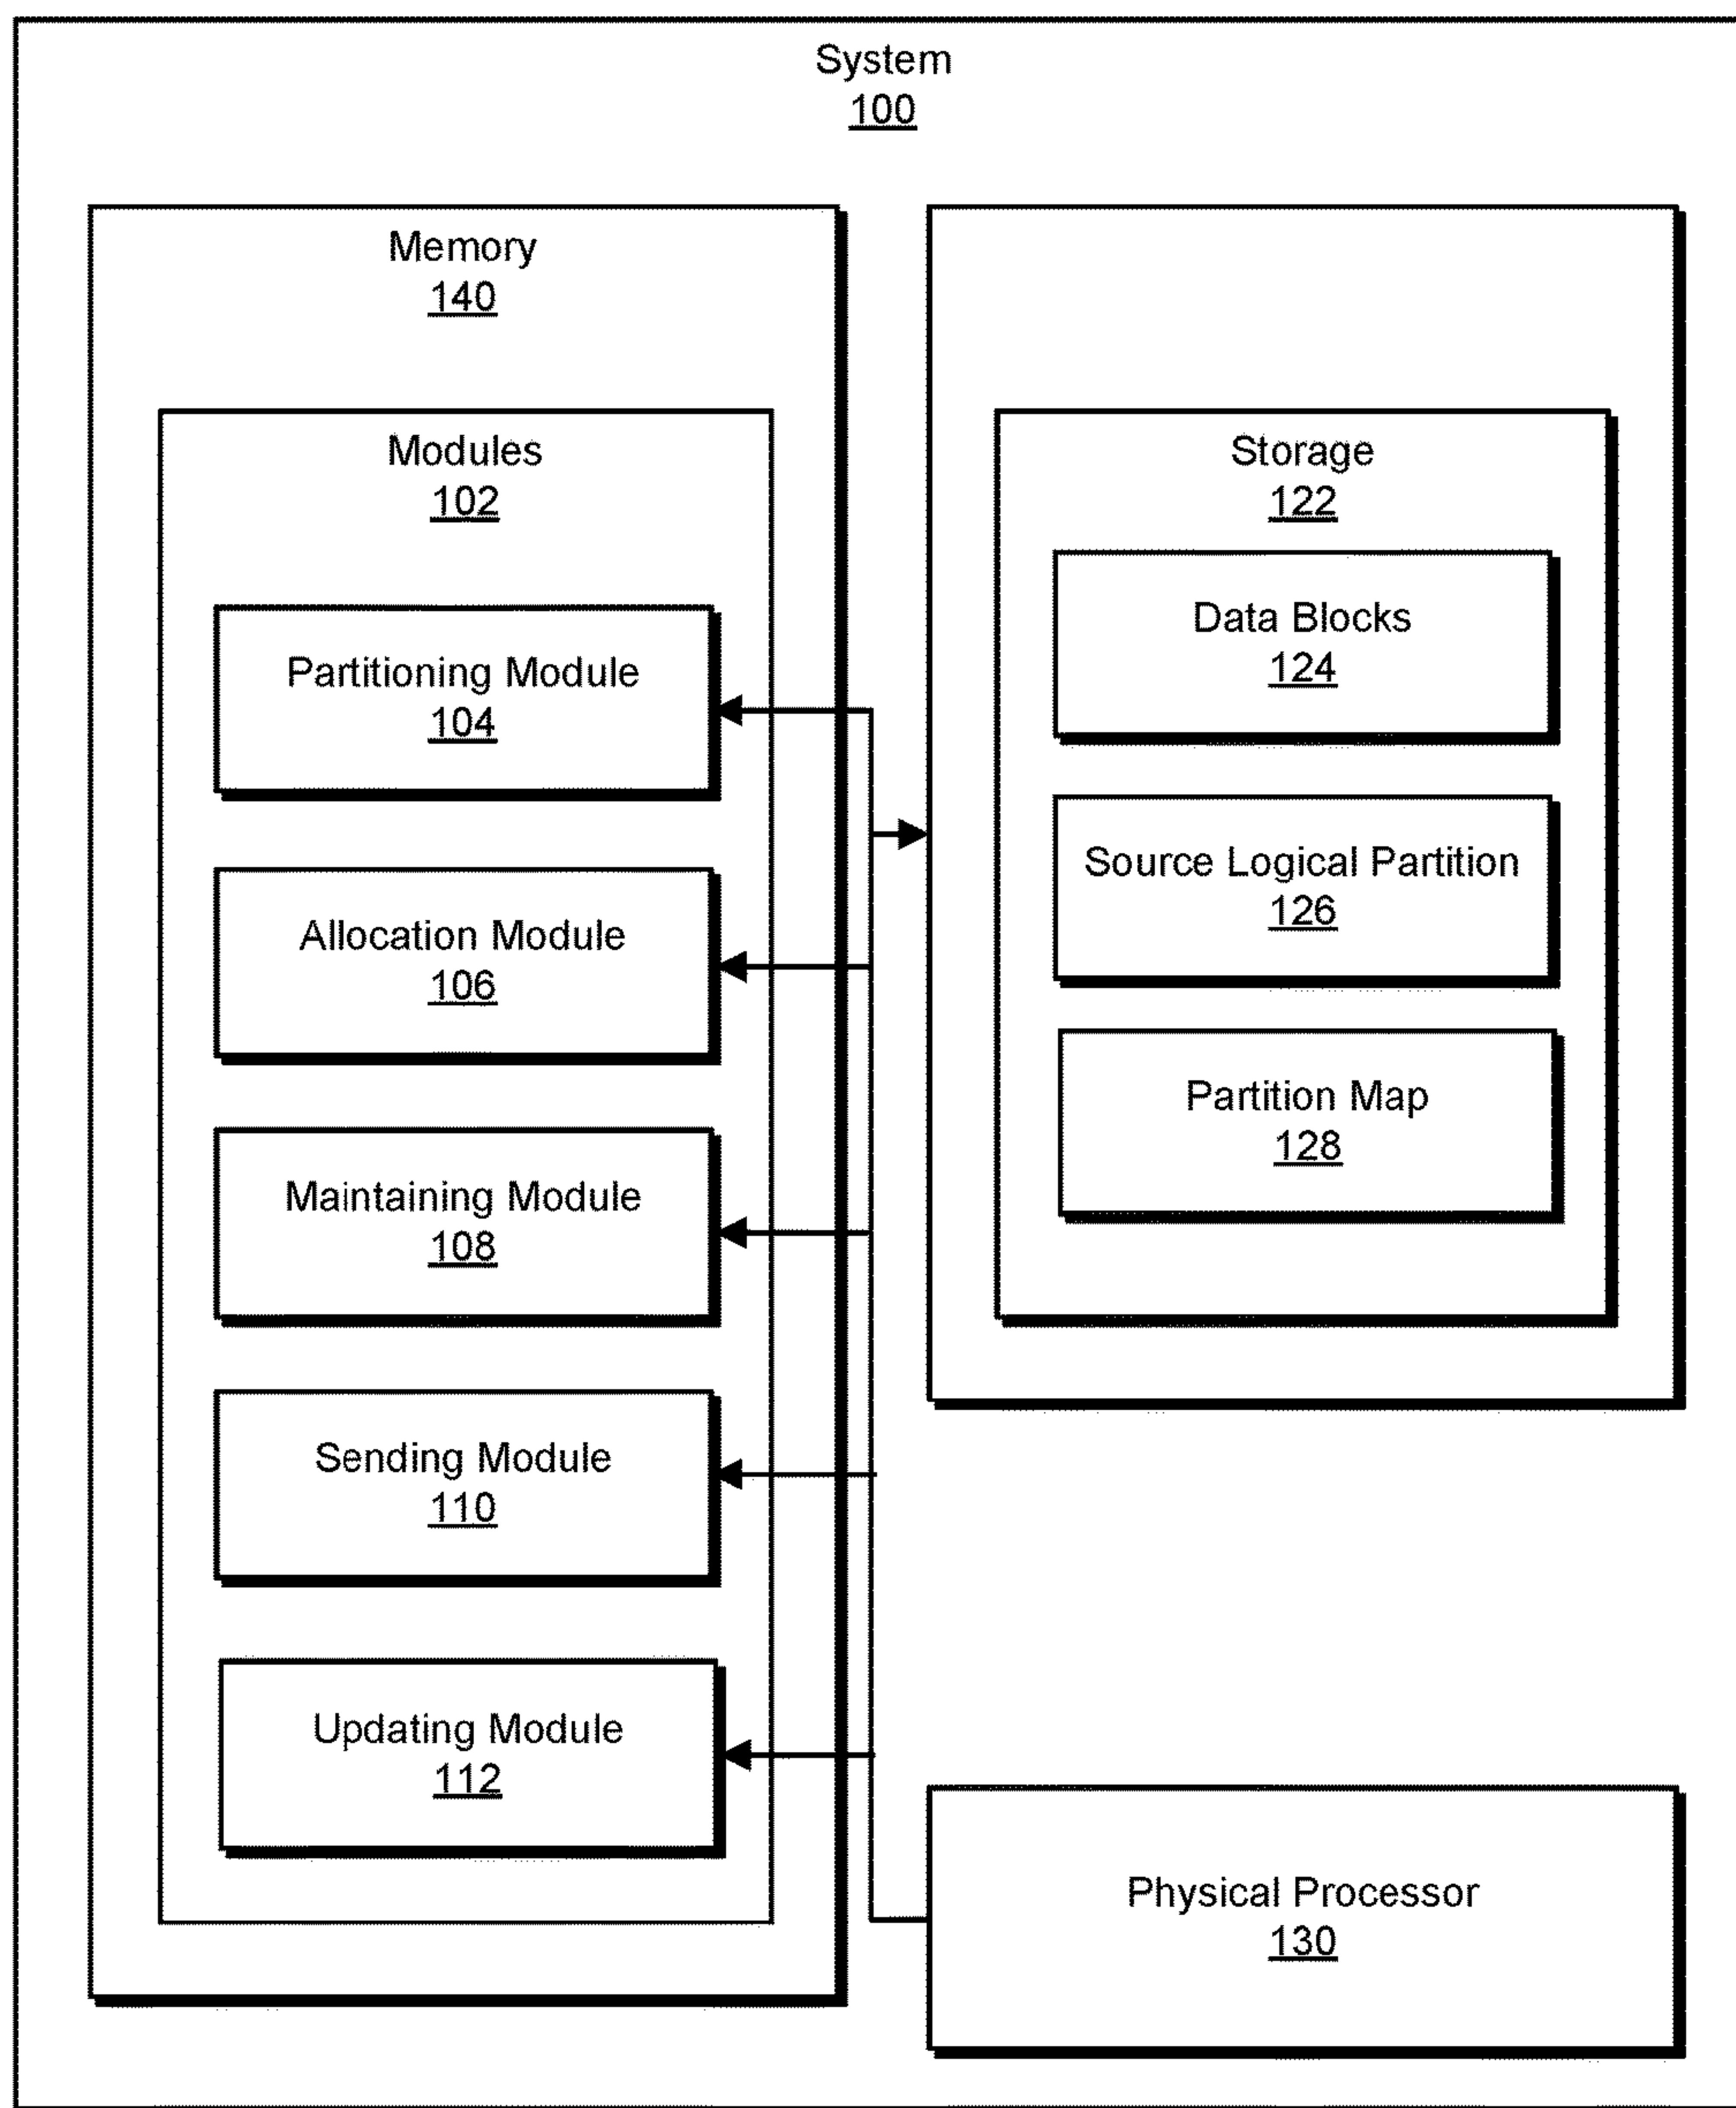 System
100
Memory
140
Modules
102
Partitioning Module
104
Allocation Module
106
Maintaining Module
108
Sending Module
110
Updating Module
112
Storage
122
Data Blocks
124
Source Logical Partition
126
Partition Map
128
Physical Processor
130